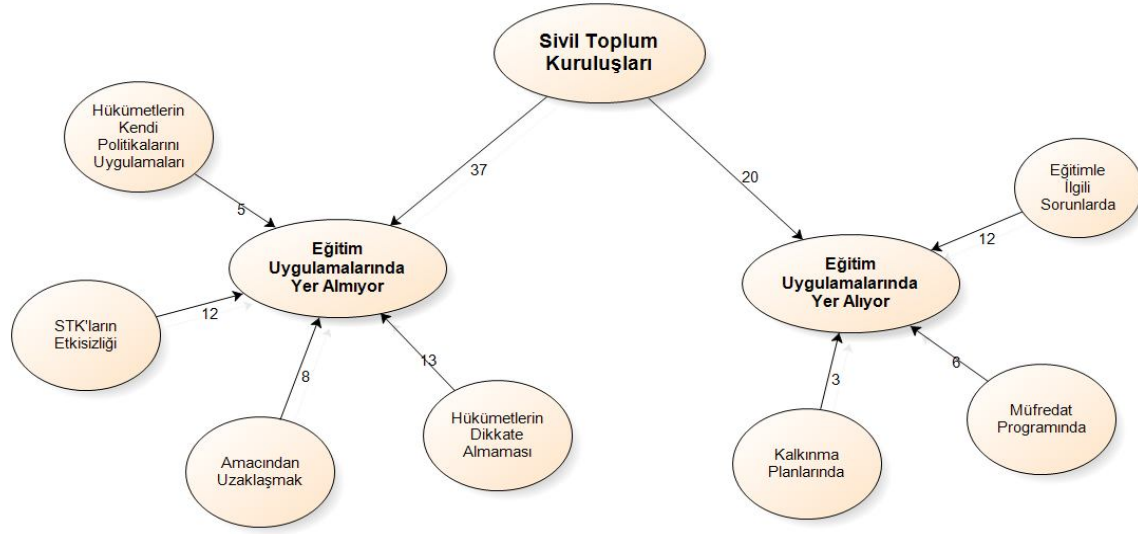 Sivil Toplum
Kuruluşları
Hükümetlerin
Kendi
Politikalarını
Uygulamaları
37
20
Eğitimle
İlgili
Sorunlarda
5
12
Eğitim
Uygulamalarında
Yer Almıyor
Eğitim
Uygulamalarında
Yer Alıyor
STK'ların
Etkisizliği
12
8
13
3
6
Amacından
Uzaklaşmak
Hükümetlerin
Dikkate
Almaması
Kalkınma
Planlarında
Müfredat
Programında